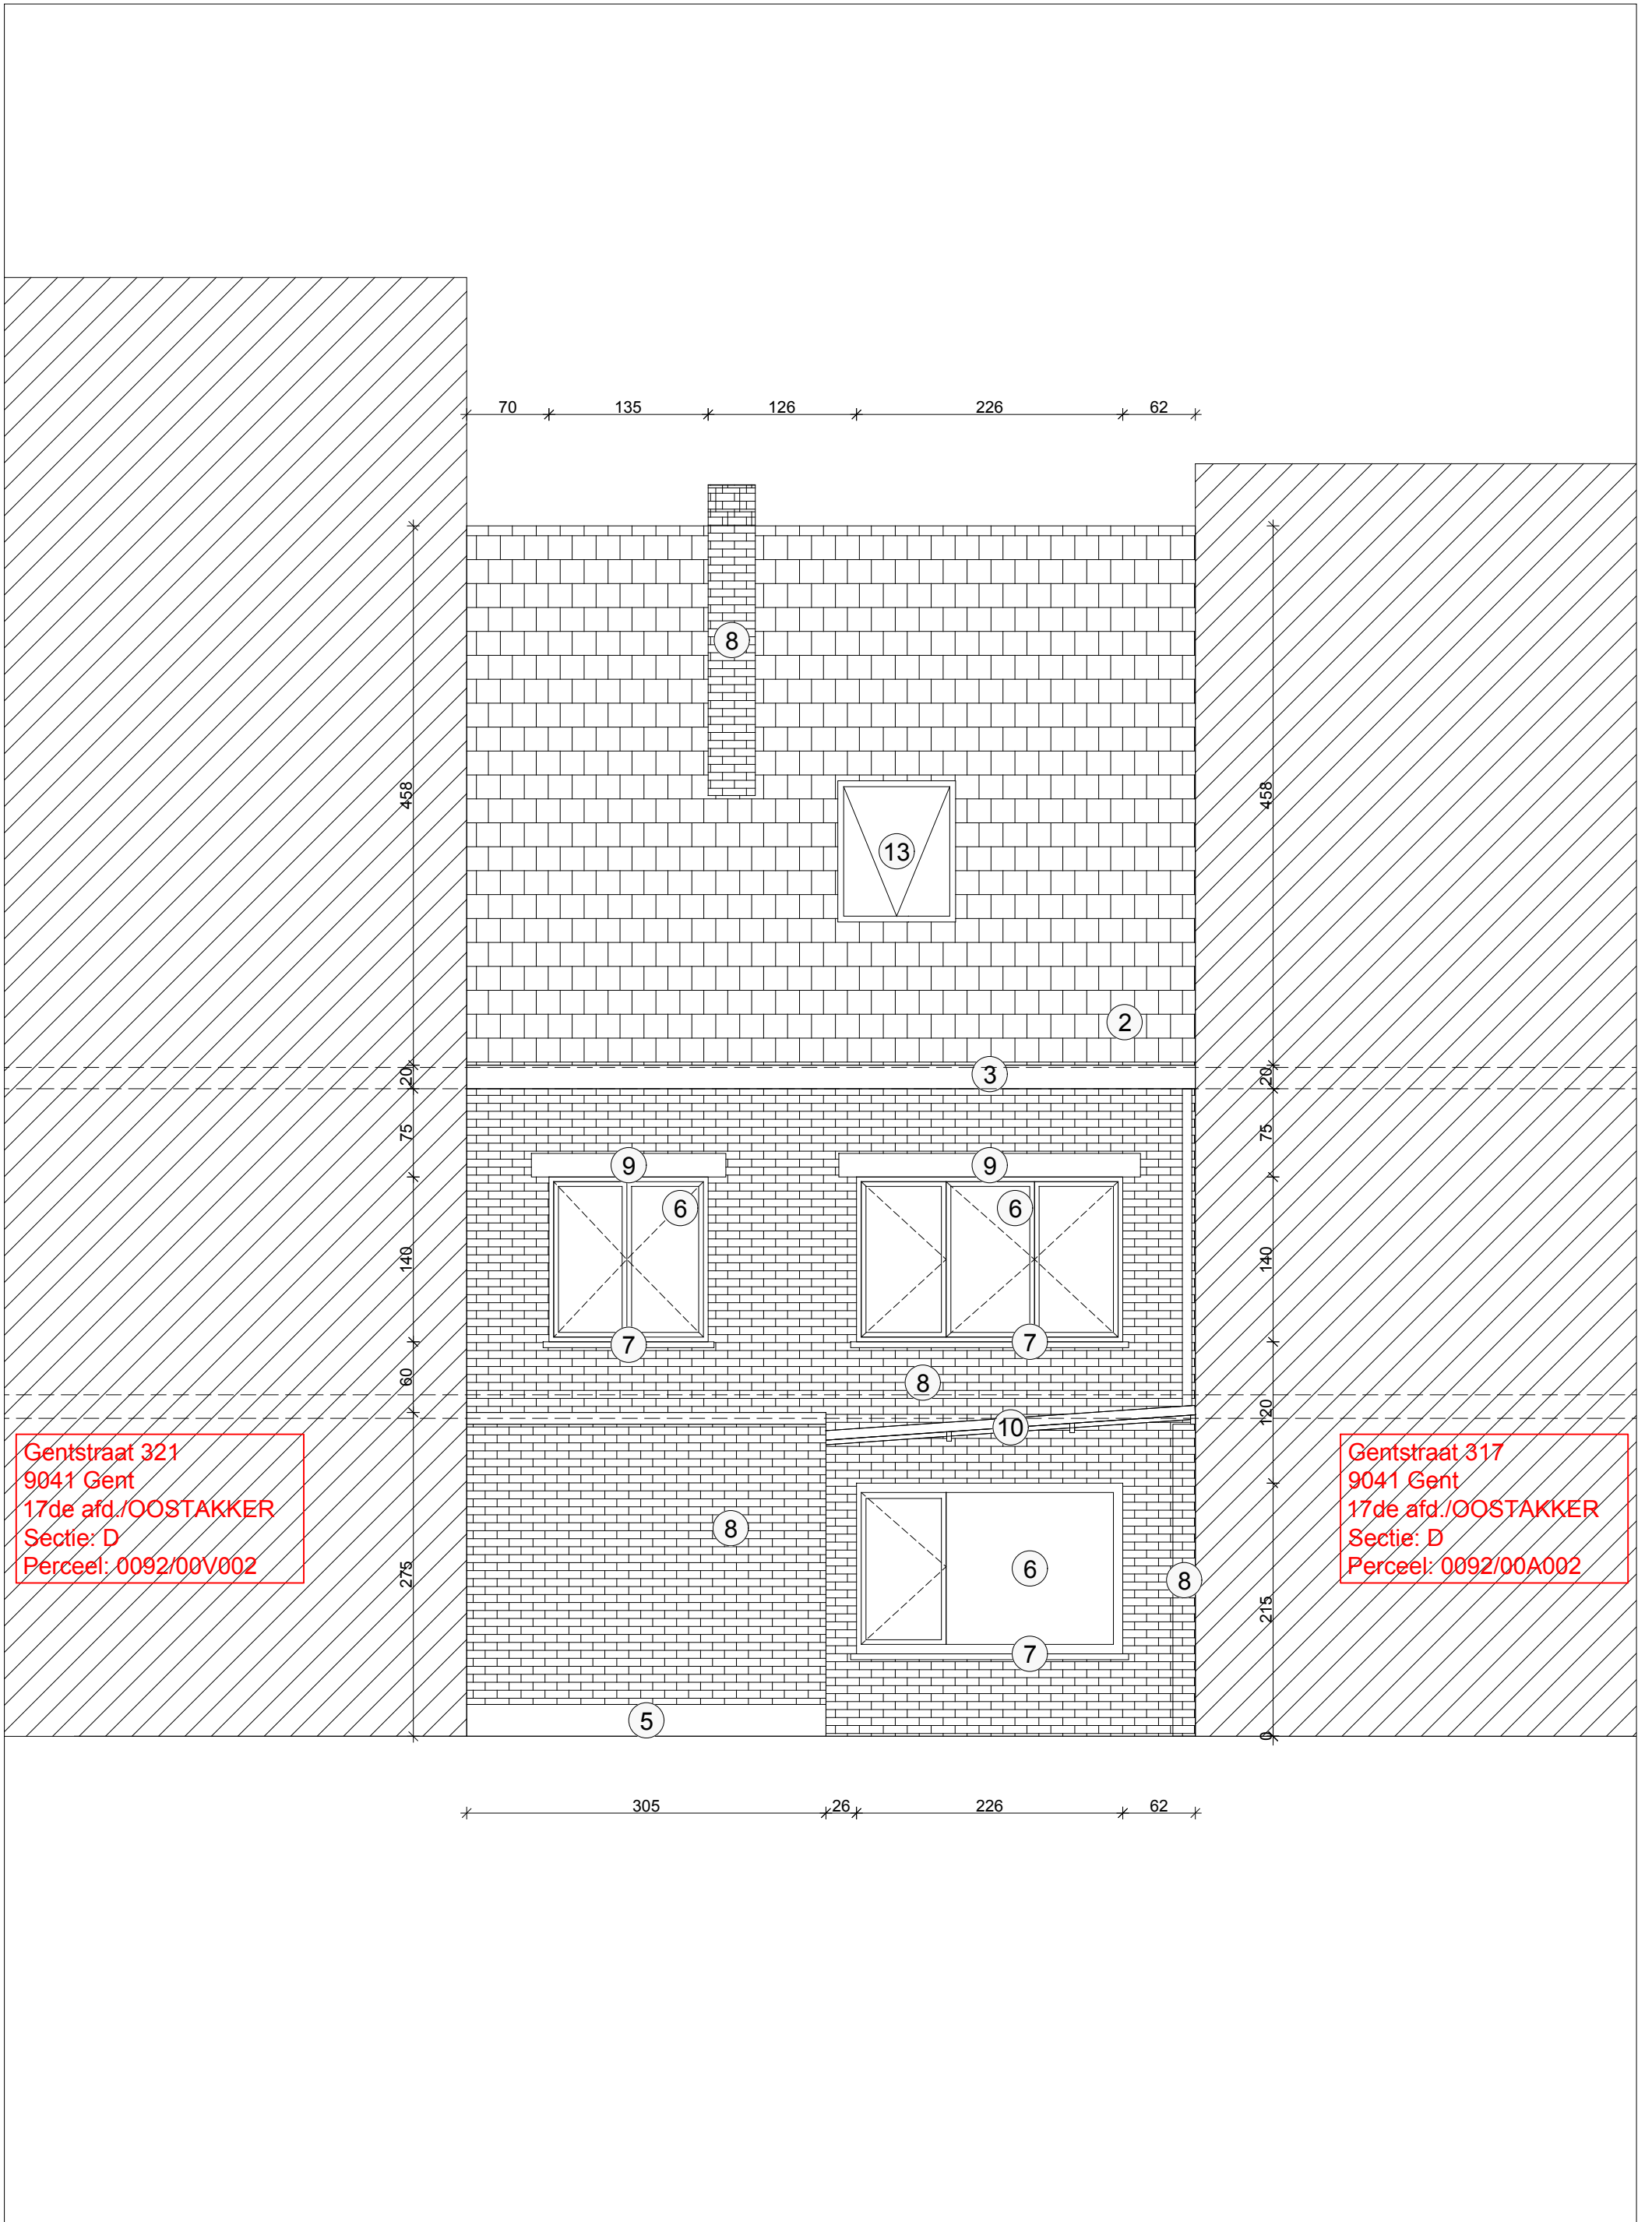 70 135 126 226 62
8
458 458
13
2
20 3 20
75 75
9 9
6 6
140 140
7 7
60 8
120
10
Gentstraat 321
9041 Gent
17de afd./OOSTAKKER
Sectie: D
Perceel: 0092/00V002
Gentstraat 317
9041 Gent
17de afd./OOSTAKKER
Sectie: D
Perceel: 0092/00A002
8
275 6 8
215
7
5
0
305 26 226 62